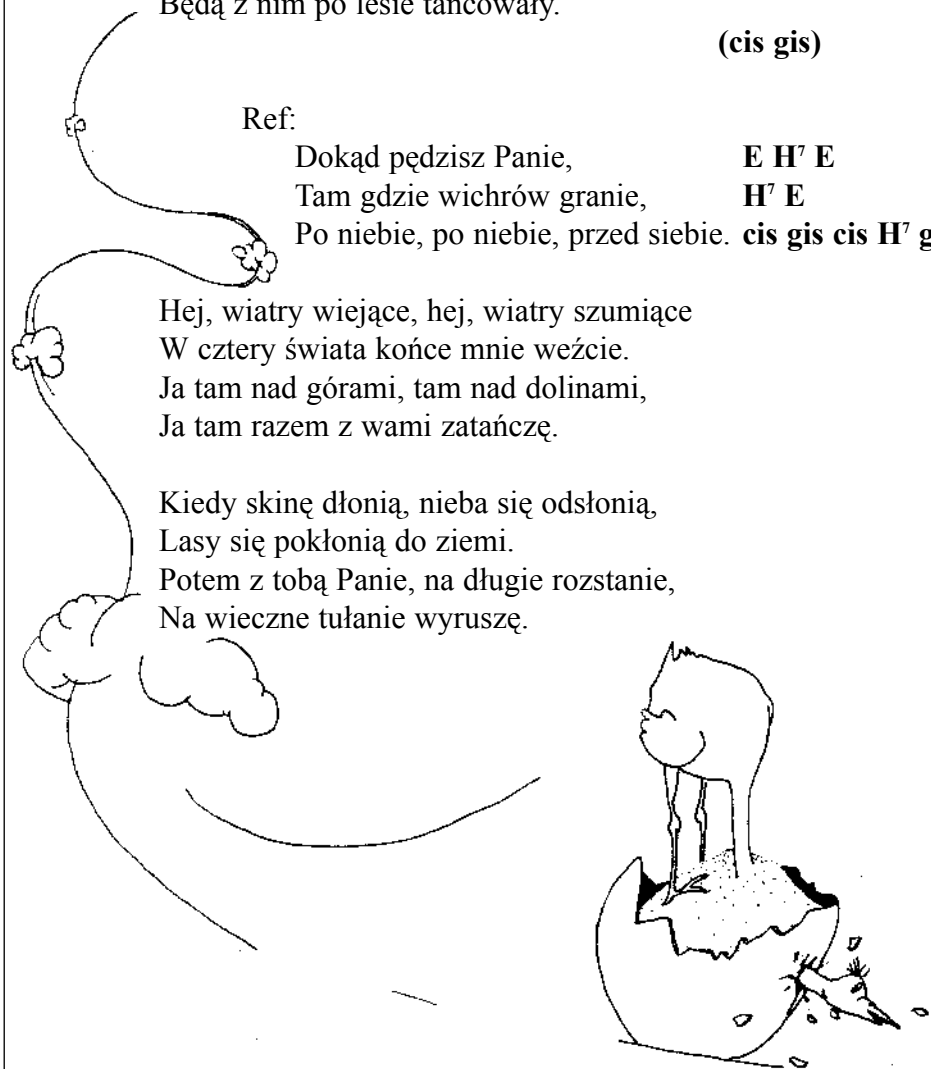 Będą z nim po lesie tańcowały.
(cis gis)
Ref:
Dokąd pędzisz Panie, E H⁷ E
Tam gdzie wichrów granie, H⁷ E
Po niebie, po niebie, przed siebie. cis gis cis H⁷ g
Hej, wiatry wiejące, hej, wiatry szumiące
W cztery świata końce mnie weźcie.
Ja tam nad górami, tam nad dolinami,
Ja tam razem z wami zatańczę.
Kiedy skinę dłonią, nieba się odsłonią,
Lasy się pokłonią do ziemi.
Potem z tobą Panie, na długie rozstanie,
Na wieczne tułanie wyruszę.